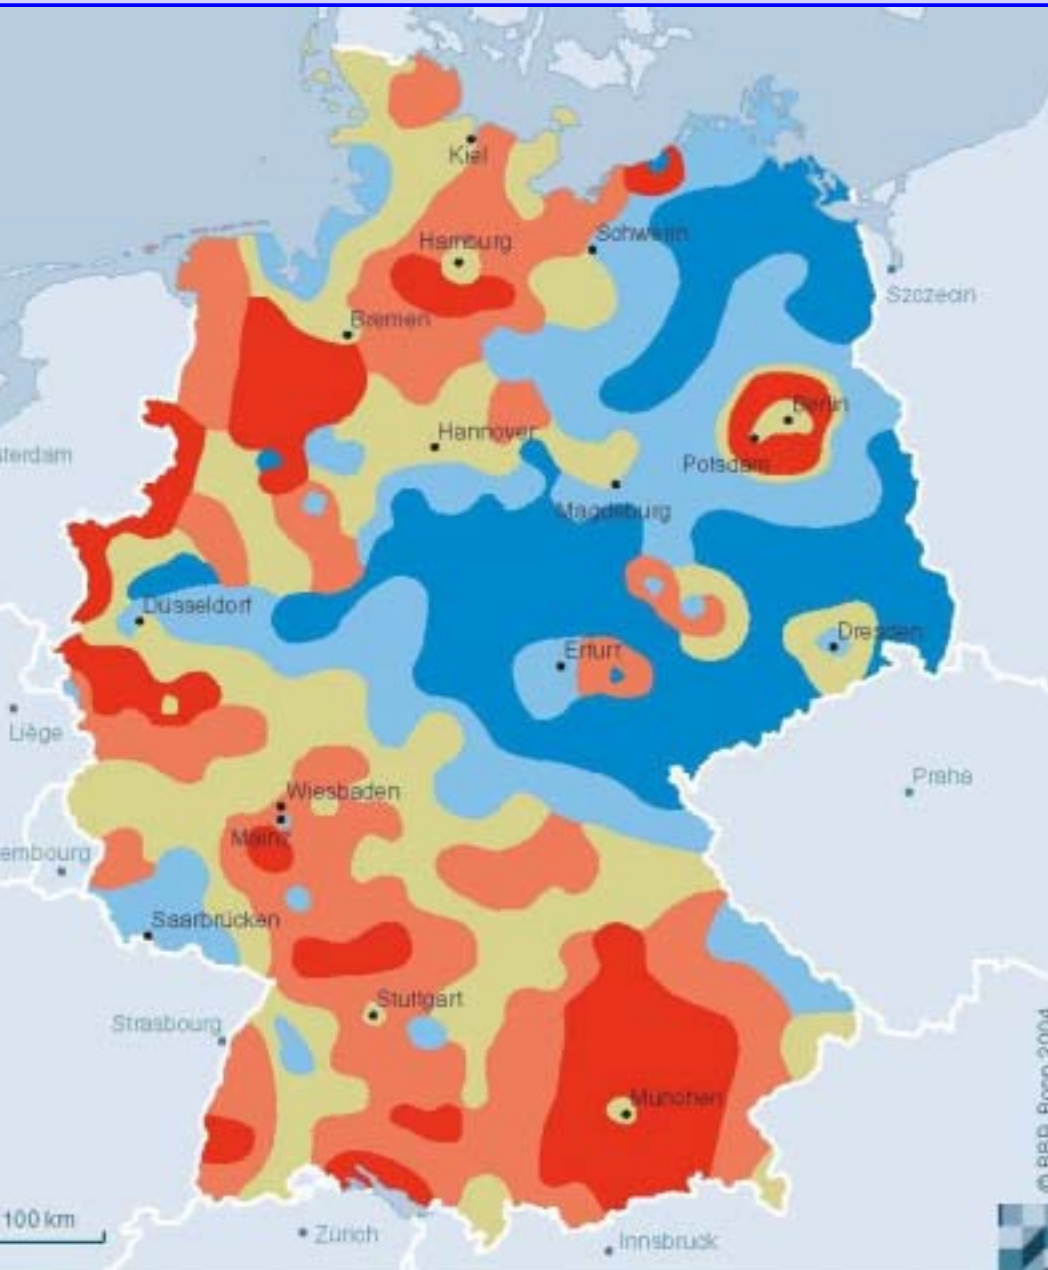 Kiel
Hamburg
Schwerin
Szczecin
Bremen
Berlin
Hannover
sterdam
Potsdam
Magdeburg
Düsseldorf
Dresden
Erfurt
Liège
Praha
Wiesbaden
Mainz
embourg
Saarbrücken
Stuttgart
Strasbourg
München
© BBR Bonn 2004
100 km
Zürich
Innsbruck